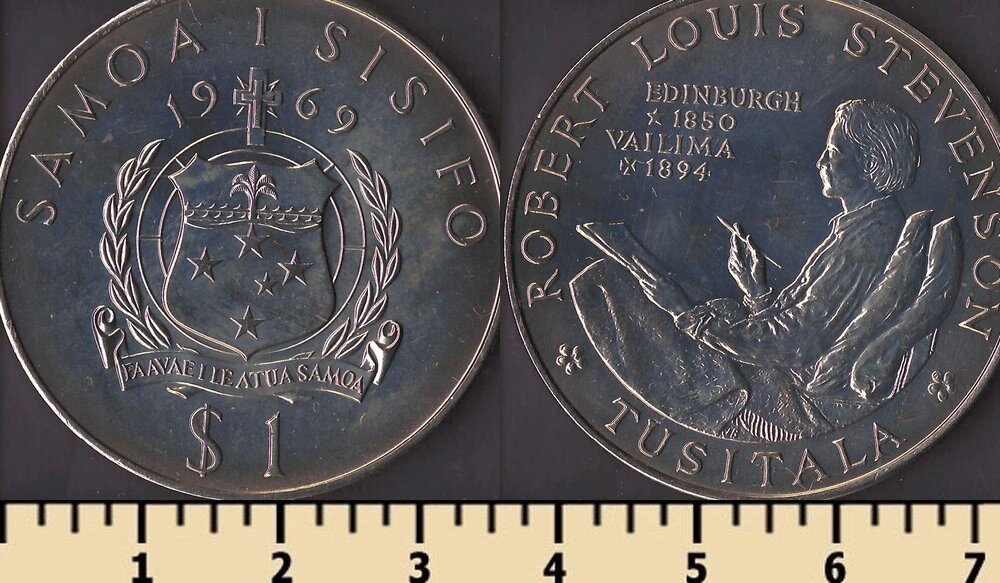 SAMOA I SISIFO
1969
FAAVAE I LE ATUA SAMOA
$1
ROBERT LOUIS STEVENSON
EDINBURGH
1850
VAILIMA
1894
TUSITALA
1 2 3 4 5 6 7